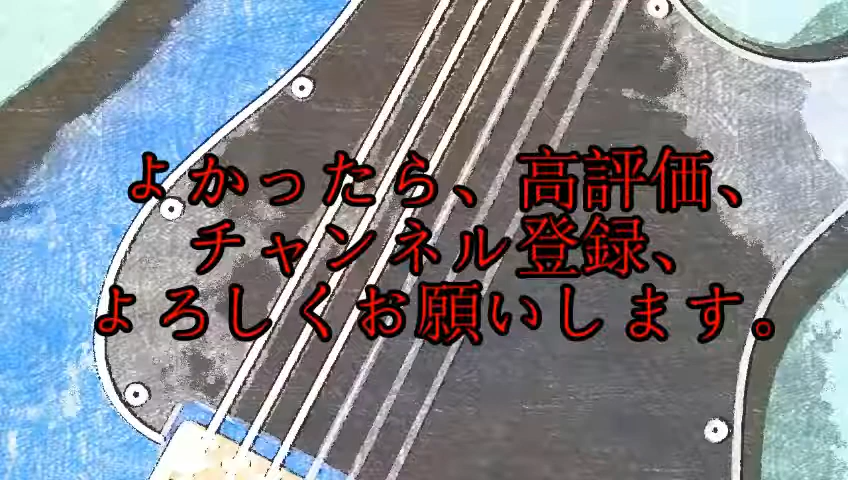 よかったら、高評価、
チャンネル登録、
よろしくお願いします。